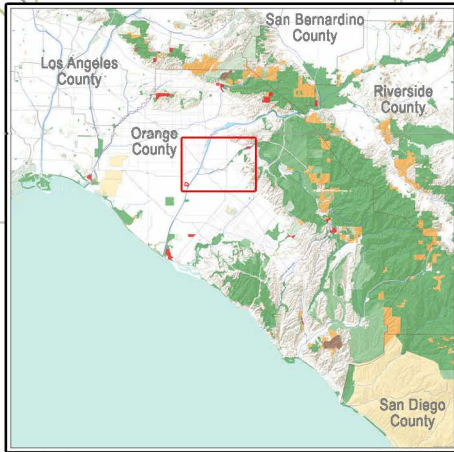 San Bernardino
County
Los Angeles
County
Riverside
County
Orange
County
San Diego
County